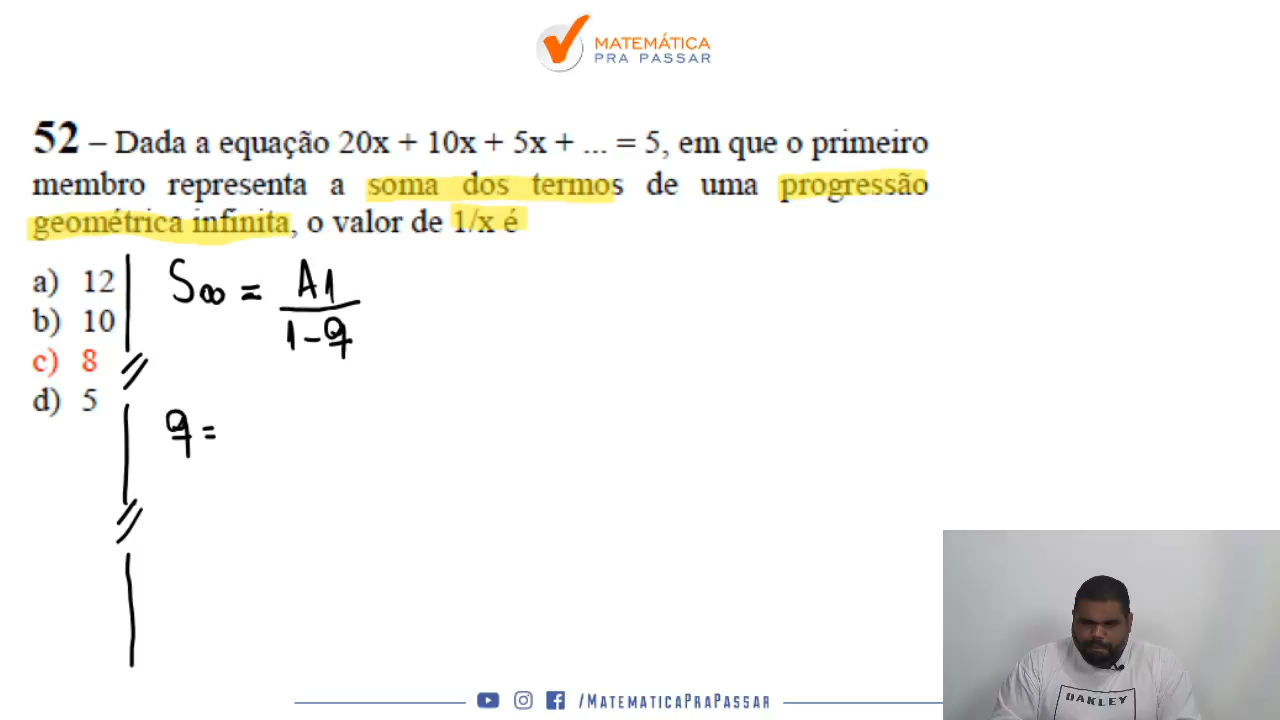 MATEMÁTICA
PRA PASSAR
52 – Dada a equação 20x + 10x + 5x + ... = 5, em que o primeiro
membro representa a soma dos termos de uma progressão
geométrica infinita, o valor de 1/x é
a) 12
b) 10
c) 8
d) 5
S∞ = A1
1-q
q =
OAKLEY
/MATEMATICAPRAPASSAR